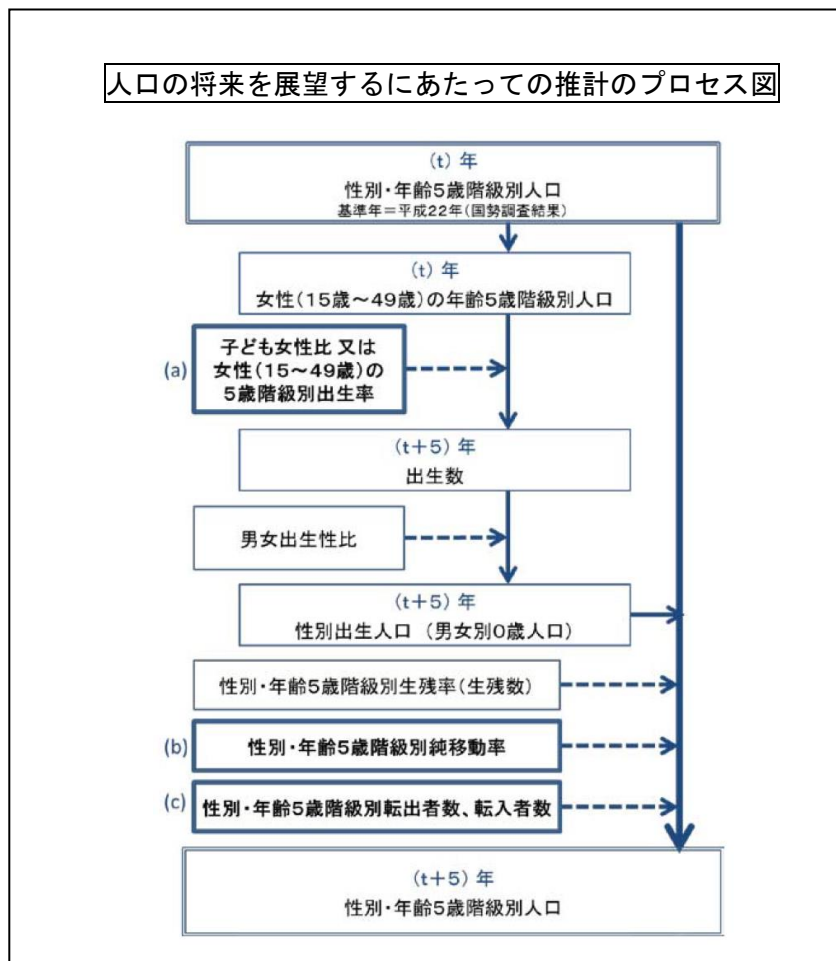 人口の将来を展望するにあたっての推計のプロセス図
(t) 年
性別・年齢5歳階級別人口
基準年＝平成22年(国勢調査結果)
(t) 年
女性(15歳～49歳)の年齢5歳階級別人口
(a)
子ども女性比 又は
女性(15～49歳)の
5歳階級別出生率
(t+5) 年
出生数
男女出生性比
(t+5) 年
性別出生人口 (男女別0歳人口)
性別・年齢5歳階級別生残率(生残数)
(b)
性別・年齢5歳階級別純移動率
(c)
性別・年齢5歳階級別転出者数、転入者数
(t+5) 年
性別・年齢5歳階級別人口